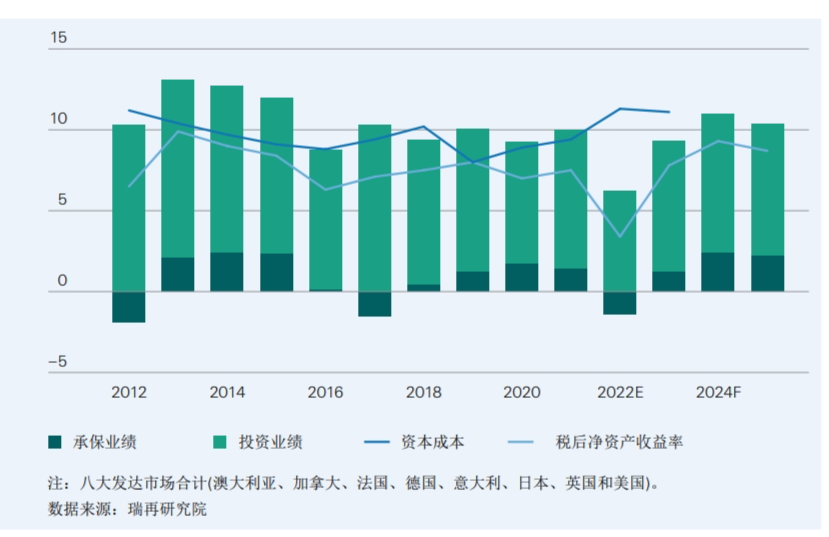 15
10
5
0
−5
2012 2014 2016 2018 2020 2022E 2024F
承保业绩 投资业绩 资本成本 税后净资产收益率
注：八大发达市场合计(澳大利亚、加拿大、法国、德国、意大利、日本、英国和美国)。
数据来源：瑞再研究院